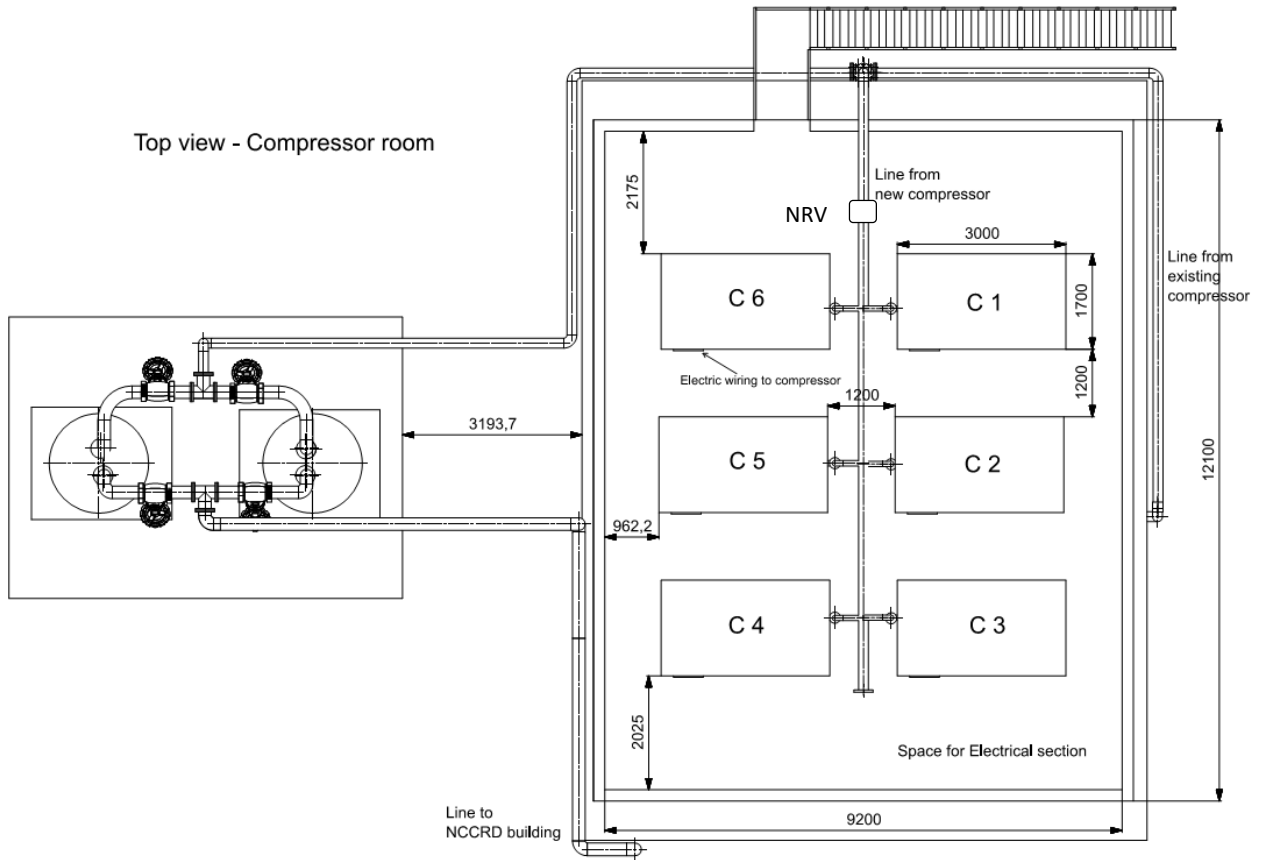 Top view - Compressor room
2175
Line from
new compressor
NRV
3000
Line from
existing
compressor
C 6
C 1
1700
Electric wiring to compressor
1200
1200
3193,7
12100
C 5
C 2
962,2
C 4
C 3
2025
Space for Electrical section
Line to
NCCRD building
9200